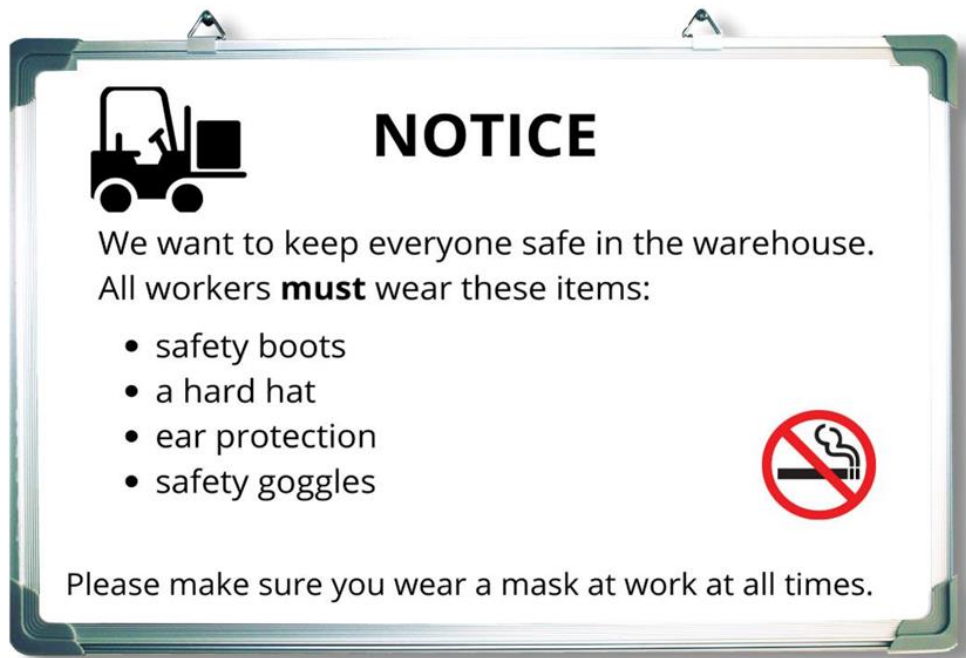 NOTICE
We want to keep everyone safe in the warehouse.
All workers must wear these items:
• safety boots
• a hard hat
• ear protection
• safety goggles
Please make sure you wear a mask at work at all times.